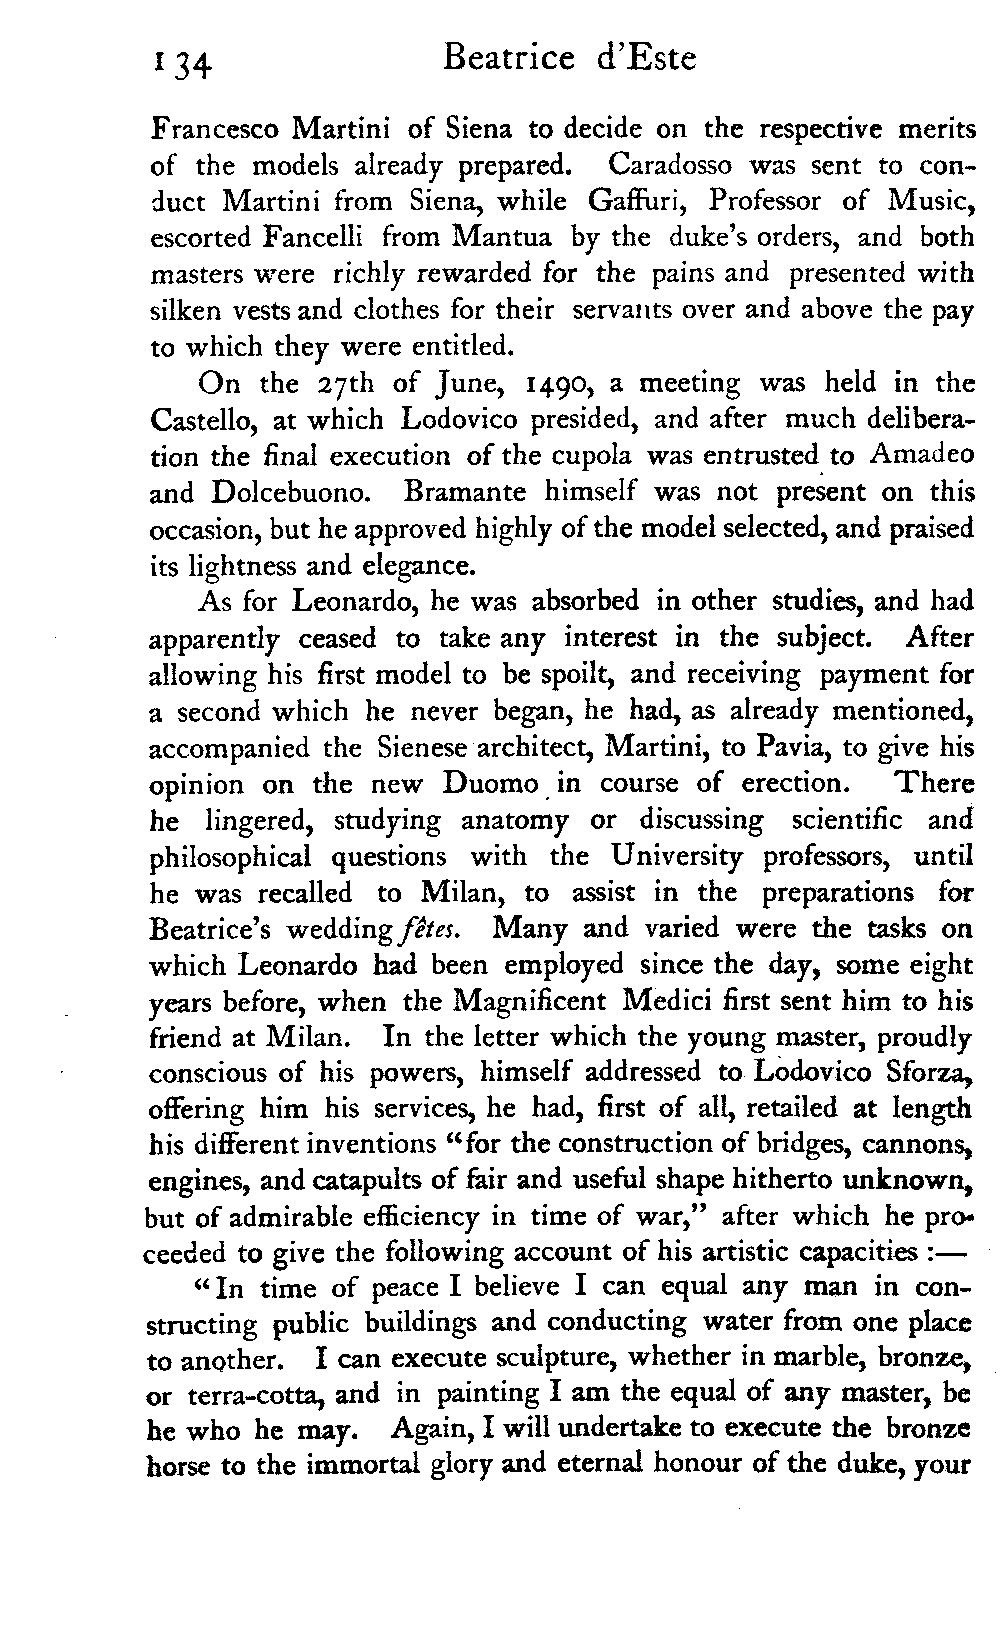 134 Beatrice d'Este
Francesco Martini of Siena to decide on the respective merits
of the models already prepared. Caradosso was sent to con-
duct Martini from Siena, while Gaffuri, Professor of Music,
escorted Fancelli from Mantua by the duke's orders, and both
masters were richly rewarded for the pains and presented with
silken vests and clothes for their servants over and above the pay
to which they were entitled.
On the 27th of June, 1490, a meeting was held in the
Castello, at which Lodovico presided, and after much delibera-
tion the final execution of the cupola was entrusted to Amadeo
and Dolcebuono. Bramante himself was not present on this
occasion, but he approved highly of the model selected, and praised
its lightness and elegance.
As for Leonardo, he was absorbed in other studies, and had
apparently ceased to take any interest in the subject. After
allowing his first model to be spoilt, and receiving payment for
a second which he never began, he had, as already mentioned,
accompanied the Sienese architect, Martini, to Pavia, to give his
opinion on the new Duomo in course of erection. There
he lingered, studying anatomy or discussing scientific and
philosophical questions with the University professors, until
he was recalled to Milan, to assist in the preparations for
Beatrice's wedding fêtes. Many and varied were the tasks on
which Leonardo had been employed since the day, some eight
years before, when the Magnificent Medici first sent him to his
friend at Milan. In the letter which the young master, proudly
conscious of his powers, himself addressed to Lodovico Sforza,
offering him his services, he had, first of all, retailed at length
his different inventions "for the construction of bridges, cannons,
engines, and catapults of fair and useful shape hitherto unknown,
but of admirable efficiency in time of war," after which he pro-
ceeded to give the following account of his artistic capacities :—
"In time of peace I believe I can equal any man in con-
structing public buildings and conducting water from one place
to another. I can execute sculpture, whether in marble, bronze,
or terra-cotta, and in painting I am the equal of any master, be
he who he may. Again, I will undertake to execute the bronze
horse to the immortal glory and eternal honour of the duke, your